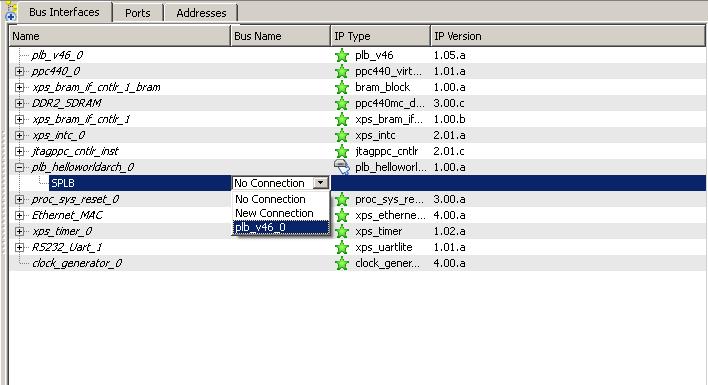 Bus Interfaces Ports Addresses
Name Bus Name IP Type IP Version
plb_v46_0 plb_v46 1.05.a
ppc440_0 ppc440_virt... 1.01.a
xps_bram_if_cntlr_1_bram bram_block 1.00.a
DDR2_SDRAM ppc440mc_d... 3.00.c
xps_bram_if_cntlr_1 xps_bram_if... 1.00.b
xps_intc_0 xps_intc 2.01.a
jtagppc_cntlr_inst jtagppc_cntlr 2.01.c
plb_helloworldarch_0 plb_hellowor... 1.00.a
SPLB No Connection
No Connection
New Connection
plb_v46_0
proc_sys_reset_0 proc_sys_re... 3.00.a
Ethernet_MAC xps_etherne... 4.00.a
xps_timer_0 xps_timer 1.02.a
RS232_Uart_1 xps_uartlite 1.01.a
clock_generator_0 clock_gener... 4.00.a